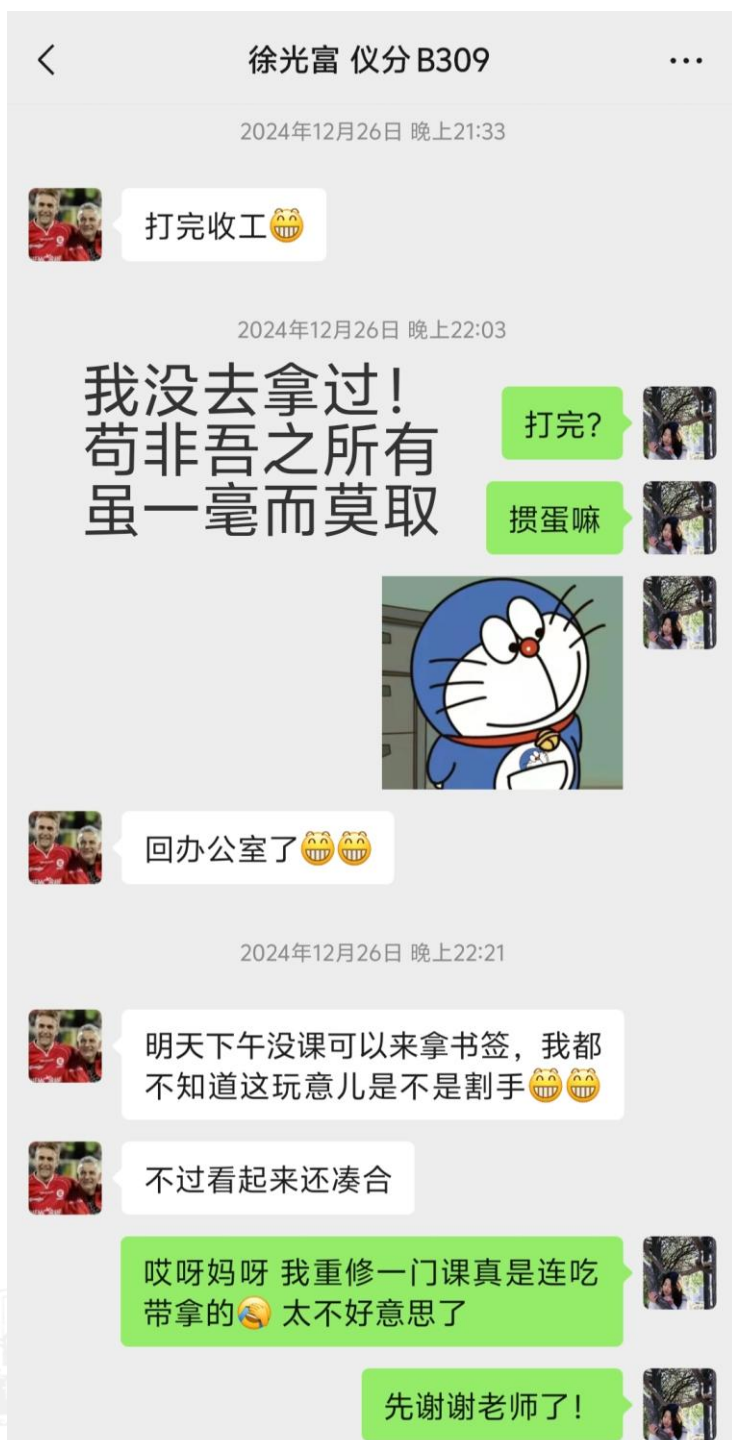 徐光富 仪分B309
2024年12月26日 晚上21:33
打完收工😁
2024年12月26日 晚上22:03
我没去拿过！
苟非吾之所有
虽一毫而莫取
打完?
掼蛋嘛
回办公室了😁😁
2024年12月26日 晚上22:21
明天下午没课可以来拿书签，我都
不知道这玩意儿是不是割手😁😁
不过看起来还凑合
哎呀妈呀 我重修一门课真是连吃
带拿的🤣 太不好意思了
先谢谢老师了！